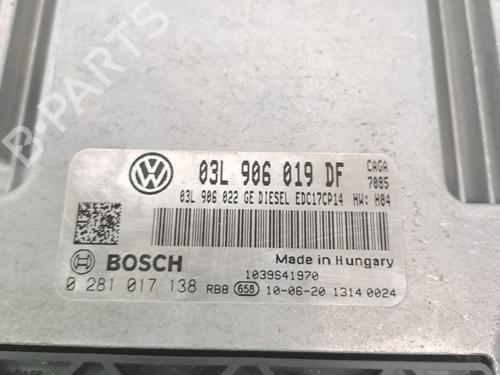 B-PARTS
03L 906 019 DF CAGA
7085
03L 906 022 GE DIESEL EDC17CP14 HW: H04
BOSCH Made in Hungary
1039S41970
0 281 017 138 RB8 658 10-06-20 1314 0024